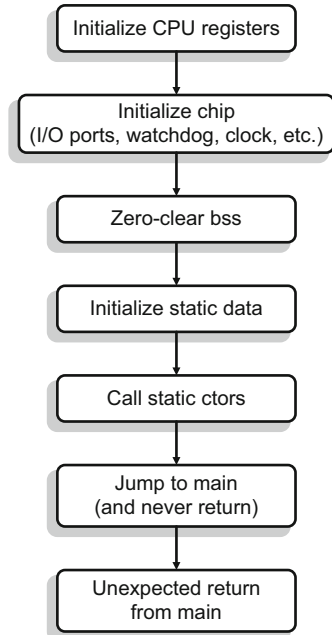 Initialize CPU registers
Initialize chip
(I/O ports, watchdog, clock, etc.)
Zero-clear bss
Initialize static data
Call static ctors
Jump to main
(and never return)
Unexpected return
from main